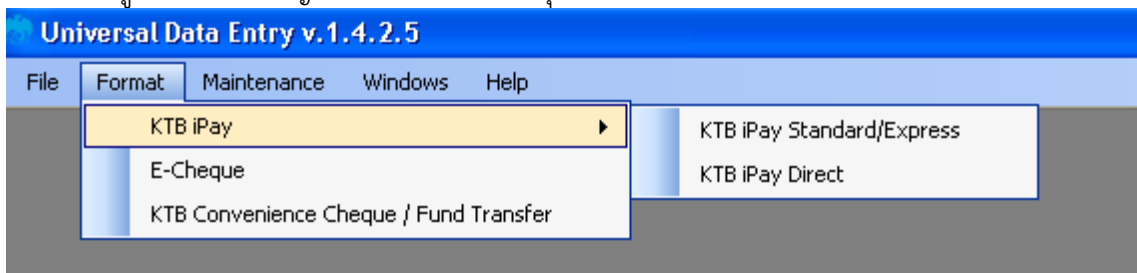 Universal Data Entry v.1.4.2.5
File Format Maintenance Windows Help
KTB iPay
KTB iPay Standard/Express
E-Cheque
KTB iPay Direct
KTB Convenience Cheque / Fund Transfer